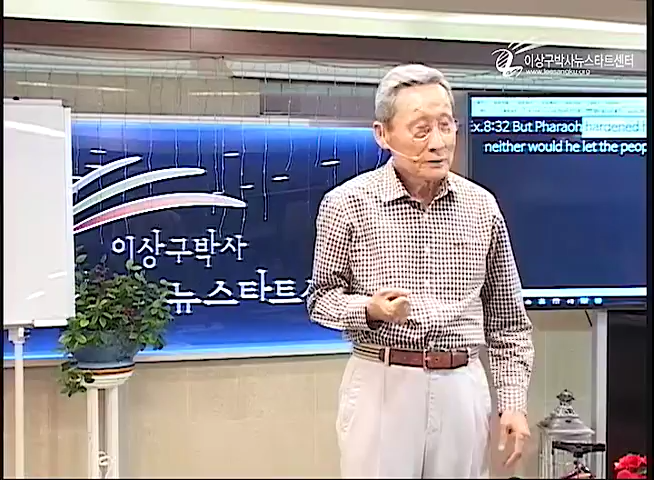 이상구박사뉴스타트센터
www.leesangku.org
x.8:32 But Pharaoh hardened
neither would he let the peop
이상구박사
뉴스타트